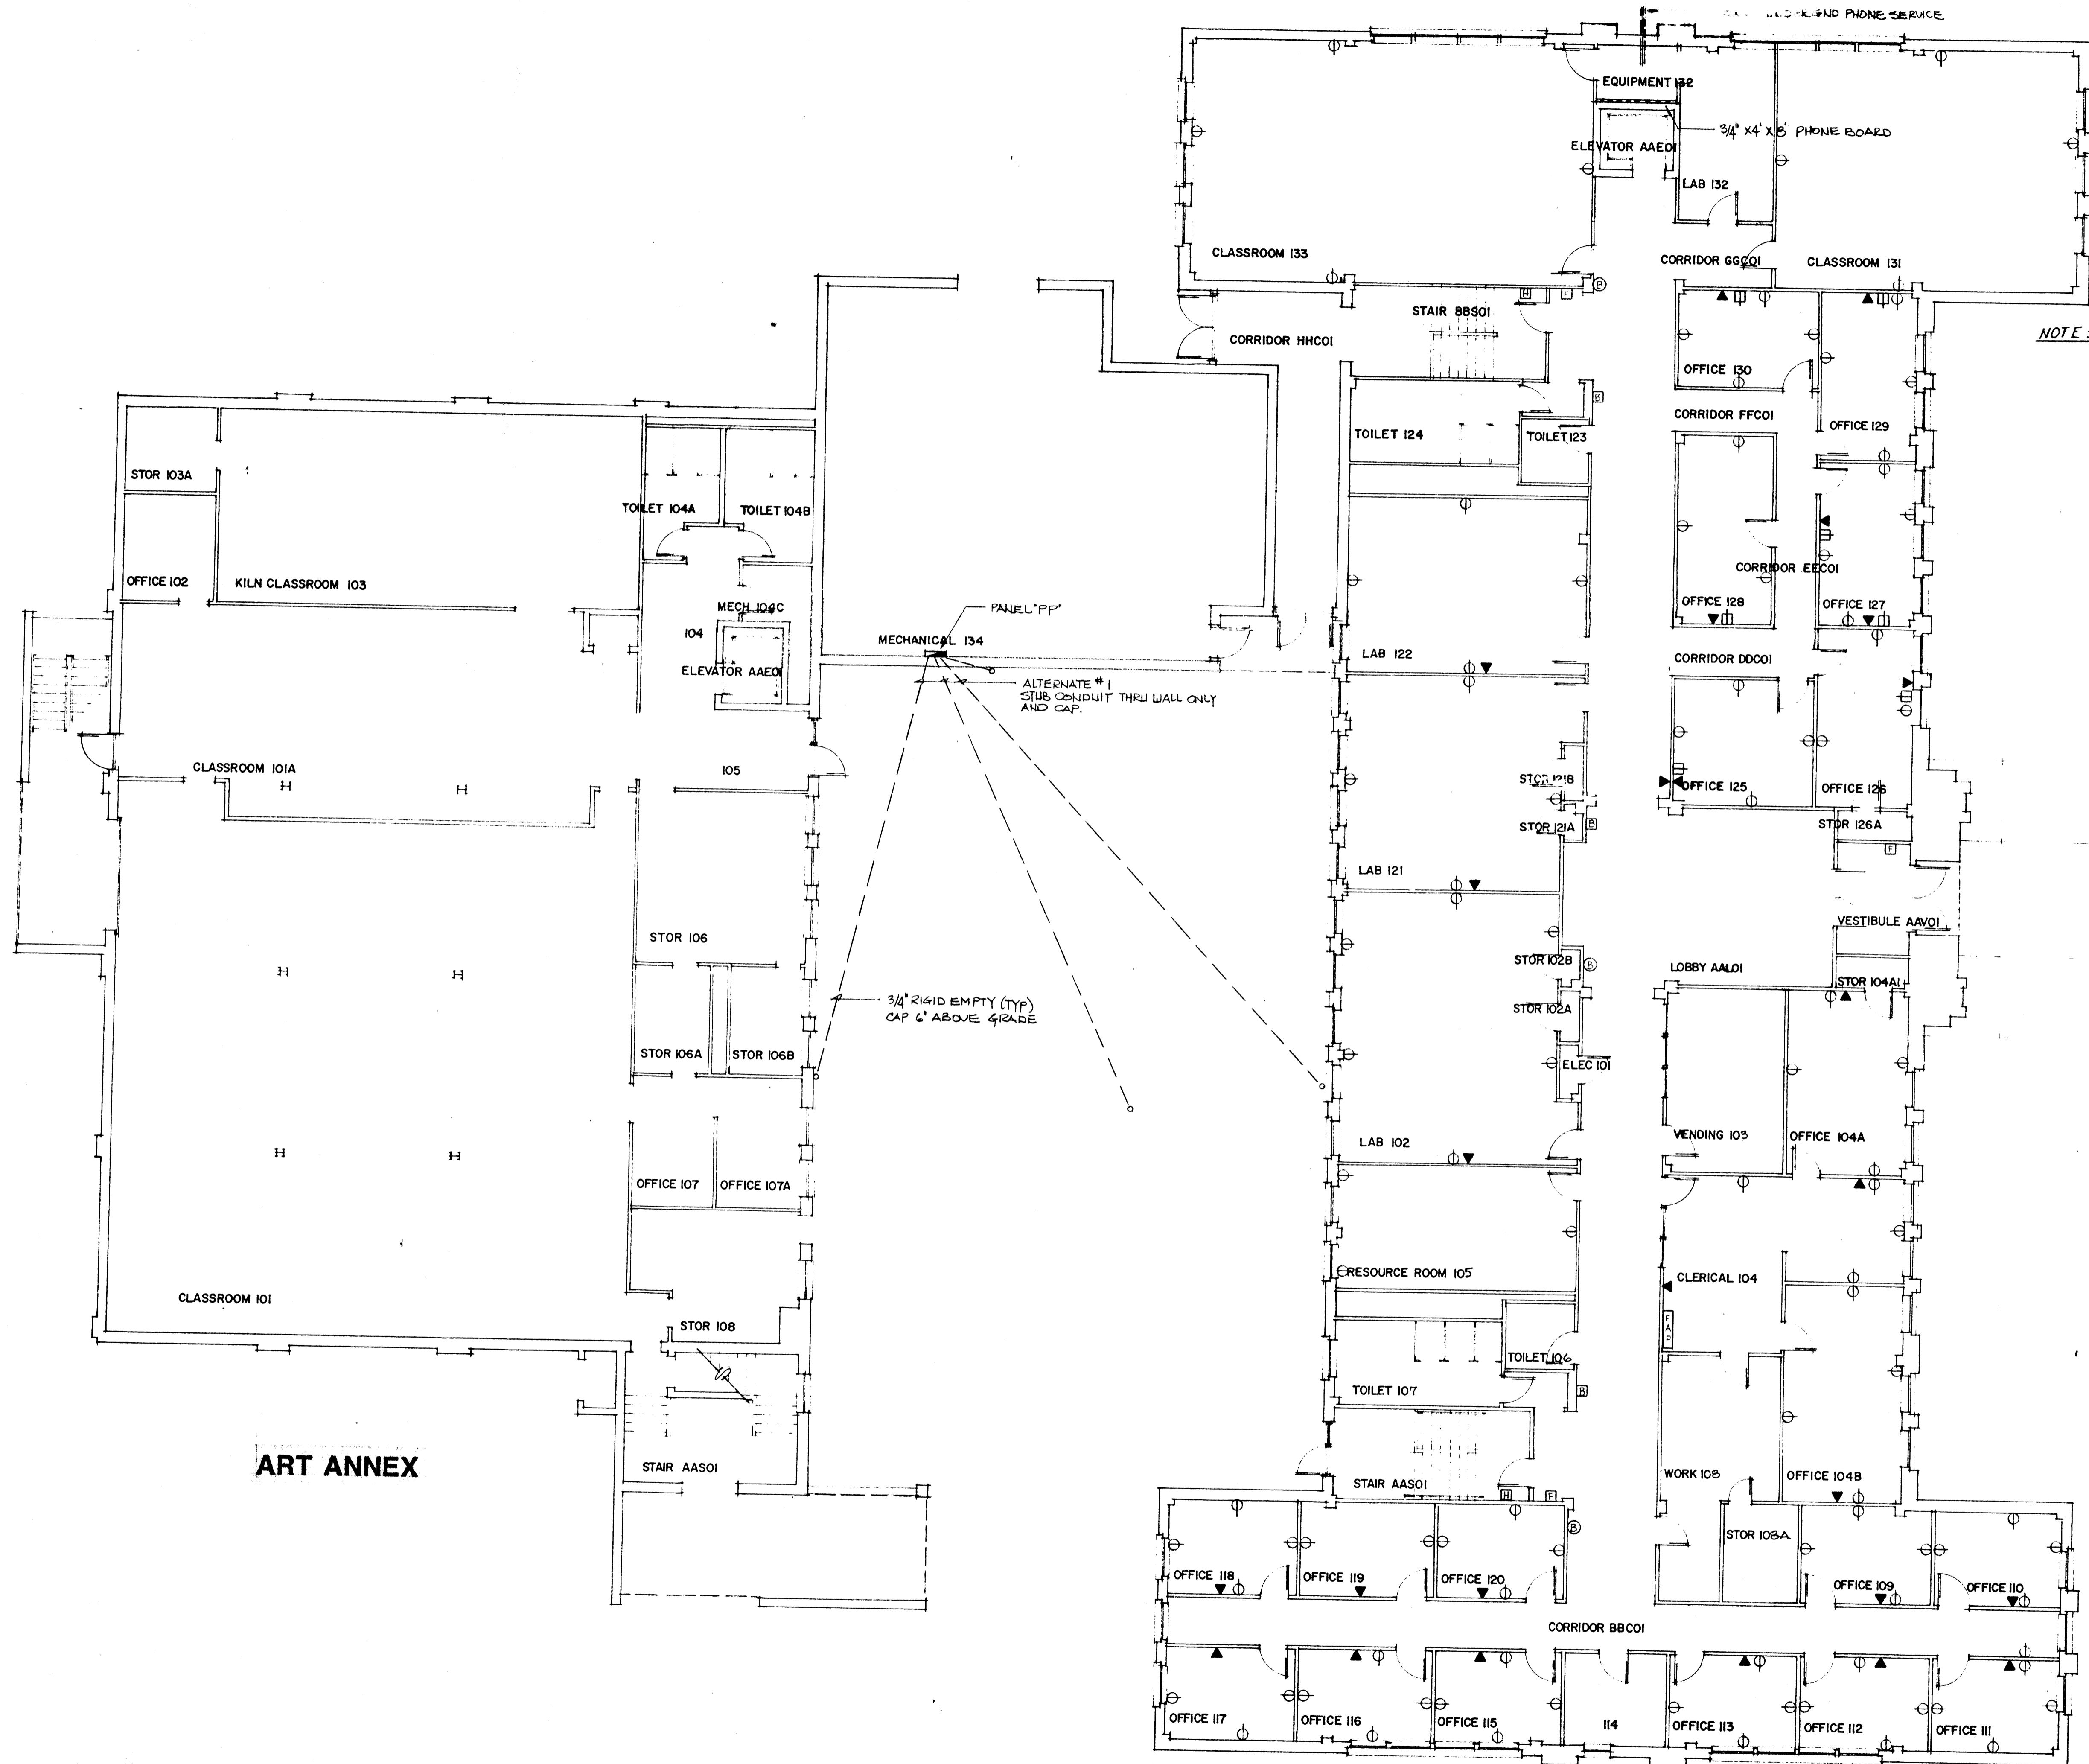 AND PHONE SERVICE
EQUIPMENT 132
3/4" X4' X8' PHONE BOARD
ELEVATOR AAE01
LAB 132
CLASSROOM 133
CORRIDOR GGC01
CLASSROOM 131
H
F
B
STAIR BBS01
CORRIDOR HHC01
NOTE:
OFFICE 130
B
CORRIDOR FFC01
OFFICE 129
TOILET 124
TOILET 123
STOR 103A
TOILET 104A
TOILET 104B
OFFICE 102
KILN CLASSROOM 103
CORRIDOR EEC01
OFFICE 128
OFFICE 127
MECH 104C
PANEL "PP"
104
MECHANICAL 134
LAB 122
CORRIDOR DDC01
ELEVATOR AAE01
ALTERNATE #1
STUB CONDUIT THRU WALL ONLY
AND CAP.
CLASSROOM 101A
105
STOR 121B
OFFICE 125
OFFICE 126
STOR 121A
B
STOR 126A
F
LAB 121
VESTIBULE AAV01
STOR 106
STOR 102B
B
LOBBY AAL01
STOR 104A1
3/4" RIGID EMPTY (TYP)
CAP 6" ABOVE GRADE
STOR 102A
STOR 106A
STOR 106B
ELEC 101
LAB 102
VENDING 103
OFFICE 104A
OFFICE 107
OFFICE 107A
RESOURCE ROOM 105
CLERICAL 104
CLASSROOM 101
STOR 108
FAP
TOILET 106
TOILET 107
B
ART ANNEX
STAIR AAS01
STAIR AAS01
WORK 108
OFFICE 104B
H
F
B
STOR 108A
OFFICE 118
OFFICE 119
OFFICE 120
OFFICE 109
OFFICE 110
CORRIDOR BBC01
OFFICE 117
OFFICE 116
OFFICE 115
114
OFFICE 113
OFFICE 112
OFFICE 111